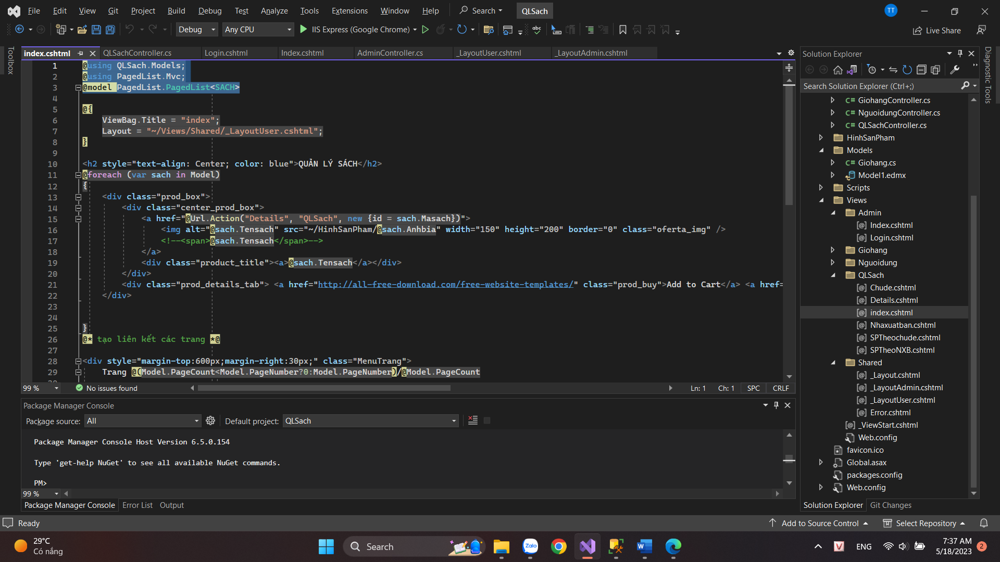 File Edit View Git Project Build Debug Test Analyze Tools Extensions Window Help Search QLSach TT
Debug Any CPU IIS Express (Google Chrome) Live Share
Toolbox
index.cshtml QLSachController.cs Login.cshtml Index.cshtml AdminController.cs _LayoutUser.cshtml _LayoutAdmin.cshtml
1 @using QLSach.Models;
2 @using PagedList.Mvc;
3 @model PagedList.PagedList<SACH>
4
5 @{
6 ViewBag.Title = "index";
7 Layout = "~/Views/Shared/_LayoutUser.cshtml";
8 }
9
10 <h2 style="text-align: Center; color: blue">QUẢN LÝ SÁCH</h2>
11 @foreach (var sach in Model)
12 {
13 <div class="prod_box">
14 <div class="center_prod_box">
15 <a href="@Url.Action("Details", "QLSach", new {id = sach.Masach})">
16 <img alt="@sach.Tensach" src="~/HinhSanPham/@sach.Anhbia" width="150" height="200" border="0" class="oferta_img" />
17 <!--<span>@sach.Tensach</span>-->
18 </a>
19 <div class="product_title"><a>@sach.Tensach</a></div>
20 </div>
21 <div class="prod_details_tab"> <a href="http://all-free-download.com/free-website-templates/" class="prod_buy">Add to Cart</a> <a href=
22 </div>
23
24
25 }
26 @* tạo liên kết các trang *@
27
28 <div style="margin-top:600px;margin-right:30px;" class="MenuTrang">
29 Trang @(Model.PageCount<Model.PageNumber?0:Model.PageNumber)/@Model.PageCount
99 % No issues found Ln: 1 Ch: 1 SPC CRLF
Package Manager Console
Package source: All Default project: QLSach
Package Manager Console Host Version 6.5.0.154
Type 'get-help NuGet' to see all available NuGet commands.
PM>
99 %
Package Manager Console Error List Output
Solution Explorer
Search Solution Explorer (Ctrl+;)
C# GiohangController.cs
C# NguoidungController.cs
C# QLSachController.cs
HinhSanPham
Models
C# Giohang.cs
Model1.edmx
Scripts
Views
Admin
[@] Index.cshtml
[@] Login.cshtml
Giohang
Nguoidung
QLSach
[@] Chude.cshtml
[@] Details.cshtml
[@] index.cshtml
[@] Nhaxuatban.cshtml
[@] SPTheochude.cshtml
[@] SPTheoNXB.cshtml
Shared
[@] _Layout.cshtml
[@] _LayoutAdmin.cshtml
[@] _LayoutUser.cshtml
[@] Error.cshtml
[@] _ViewStart.cshtml
Web.config
favicon.ico
Global.asax
packages.config
Web.config
Solution Explorer Git Changes
Diagnostic Tools
Ready Add to Source Control Select Repository
29°C
Có nắng
Search
Zalo
ENG
7:37 AM
5/18/2023
2